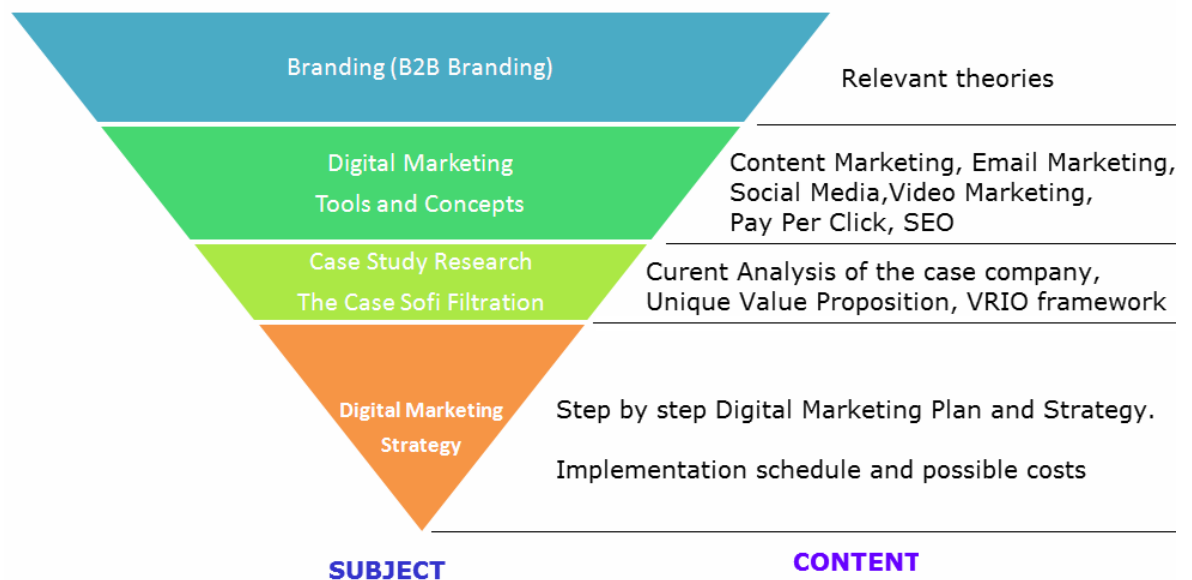 Branding (B2B Branding)
Relevant theories
Digital Marketing
Tools and Concepts
Content Marketing, Email Marketing,
Social Media,Video Marketing,
Pay Per Click, SEO
Case Study Research
The Case Sofi Filtration
Curent Analysis of the case company,
Unique Value Proposition, VRIO framework
Digital Marketing
Strategy
Step by step Digital Marketing Plan and Strategy.
Implementation schedule and possible costs
SUBJECT
CONTENT